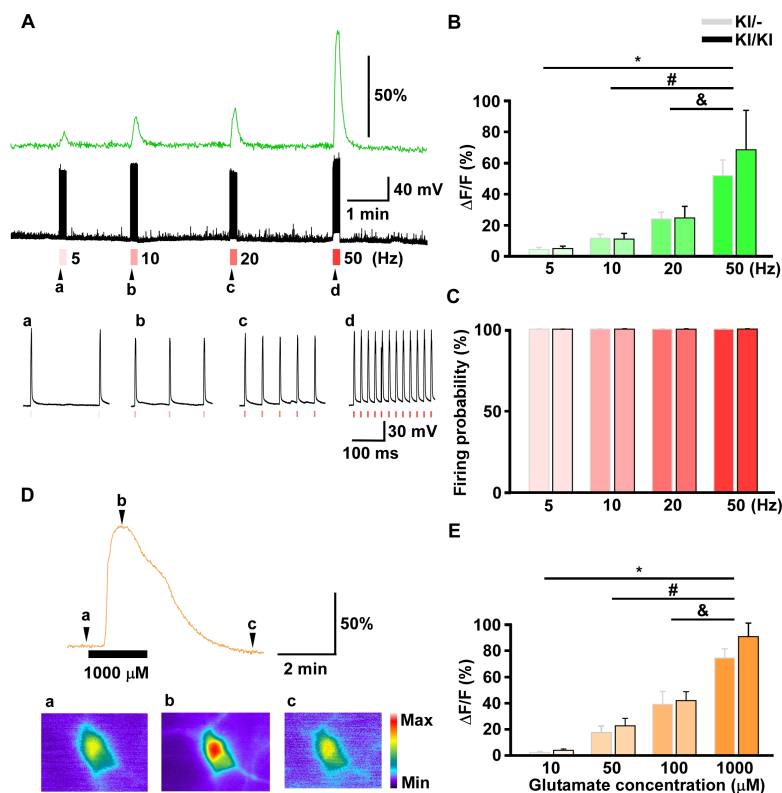 A
50%
40 mV
1 min
5 10 20 50 (Hz)
a b c d
a b c d
30 mV
100 ms
B
KI/-
KI/KI
*
#
&
100
80
60
40
20
0
ΔF/F (%)
5 10 20 50 (Hz)
C
100
50
0
Firing probability (%)
5 10 20 50 (Hz)
D
b
a
c
1000 μM
50%
2 min
a b c
Max
Min
E
*
#
&
100
80
60
40
20
0
ΔF/F (%)
10 50 100 1000
Glutamate concentration (μM)